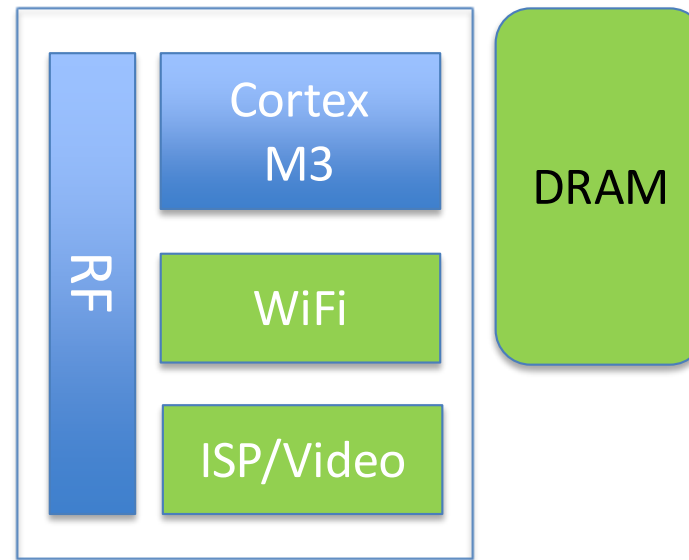 RF
Cortex
M3
WiFi
ISP/Video
DRAM